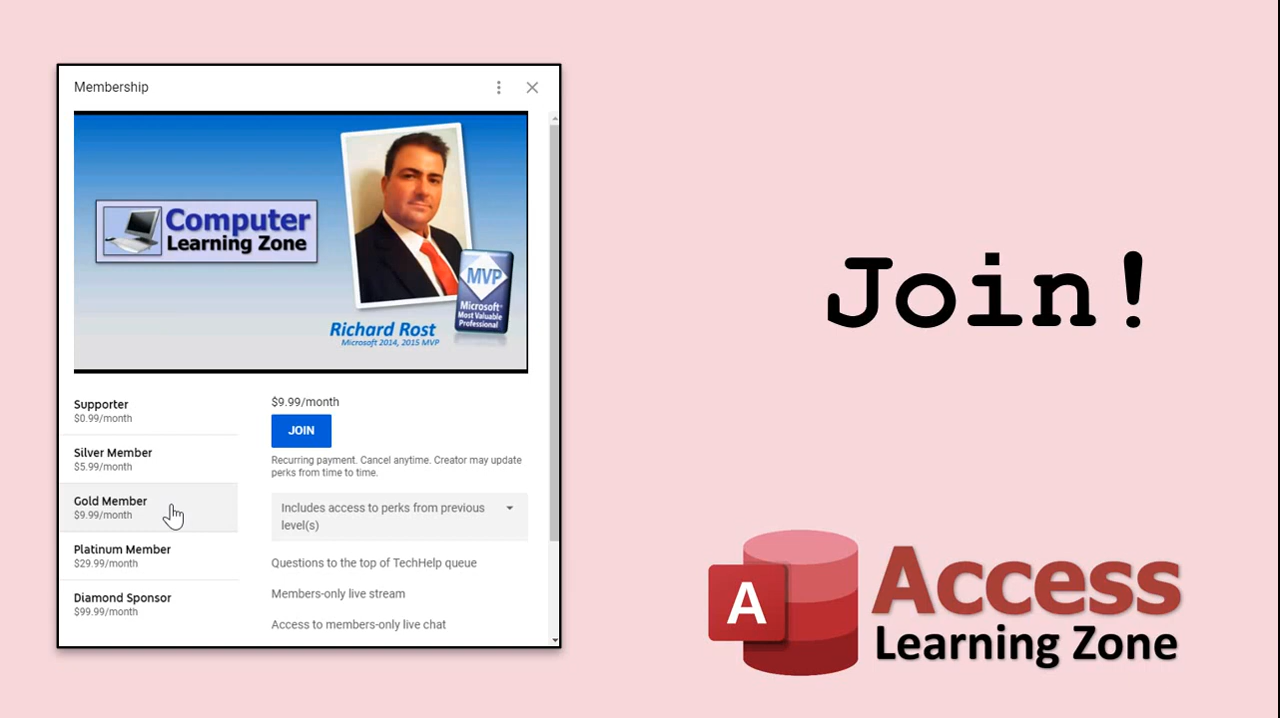 Membership
Computer
Learning Zone
MVP
Microsoft®
Most Valuable
Professional
Richard Rost
Microsoft 2014, 2015 MVP
Supporter
$0.99/month
Silver Member
$5.99/month
Gold Member
$9.99/month
Platinum Member
$29.99/month
Diamond Sponsor
$99.99/month
$9.99/month
JOIN
Recurring payment. Cancel anytime. Creator may update
perks from time to time.
Includes access to perks from previous
level(s)
Questions to the top of TechHelp queue
Members-only live stream
Access to members-only live chat
Join!
A
Access
Learning Zone